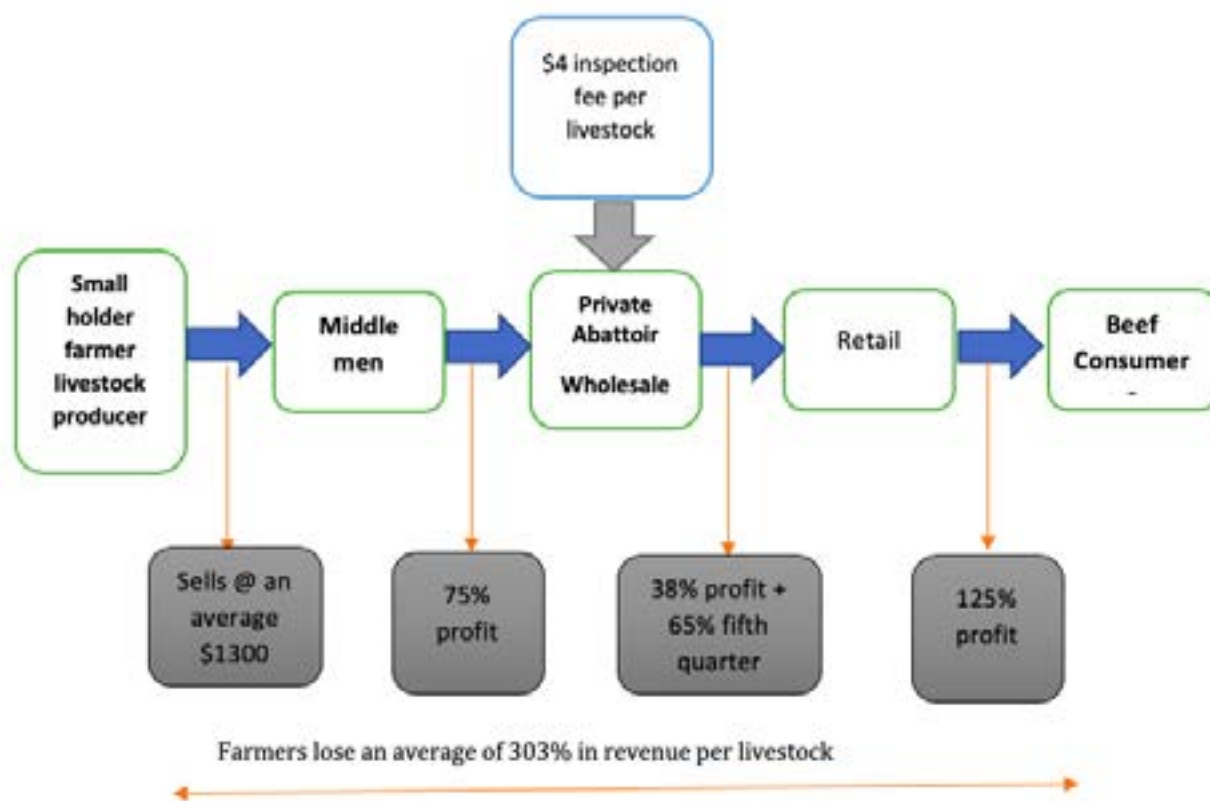 $4 inspection
fee per
livestock
Small
holder
farmer
livestock
producer
Middle
men
Private
Abattoir
Wholesale
Retail
Beef
Consumer
-
Sells @ an
average
$1300
75%
profit
38% profit +
65% fifth
quarter
125%
profit
Farmers lose an average of 303% in revenue per livestock